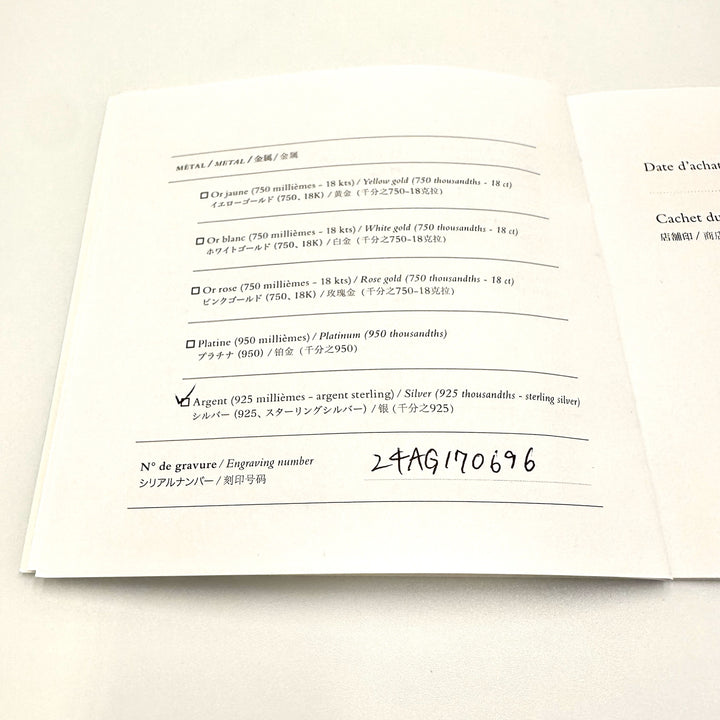 MÉTAL / METAL / 金属 / 金属
Or jaune (750 millièmes - 18 kts) / Yellow gold (750 thousandths - 18 ct)
イエローゴールド (750、18K) / 黄金 (千分之750-18克拉)
Or blanc (750 millièmes - 18 kts) / White gold (750 thousandths - 18 ct)
ホワイトゴールド (750、18K) / 白金 (千分之750-18克拉)
Or rose (750 millièmes - 18 kts) / Rose gold (750 thousandths - 18 ct)
ピンクゴールド (750、18K) / 玫瑰金 (千分之750-18克拉)
Platine (950 millièmes) / Platinum (950 thousandths)
プラチナ (950) / 铂金 (千分之950)
Argent (925 millièmes - argent sterling) / Silver (925 thousandths - sterling silver)
シルバー (925、スターリングシルバー) / 银 (千分之925)
N° de gravure / Engraving number
シリアルナンバー / 刻印号码
24AG170696
Date d'achat
Cachet du
店舗印 / 商店